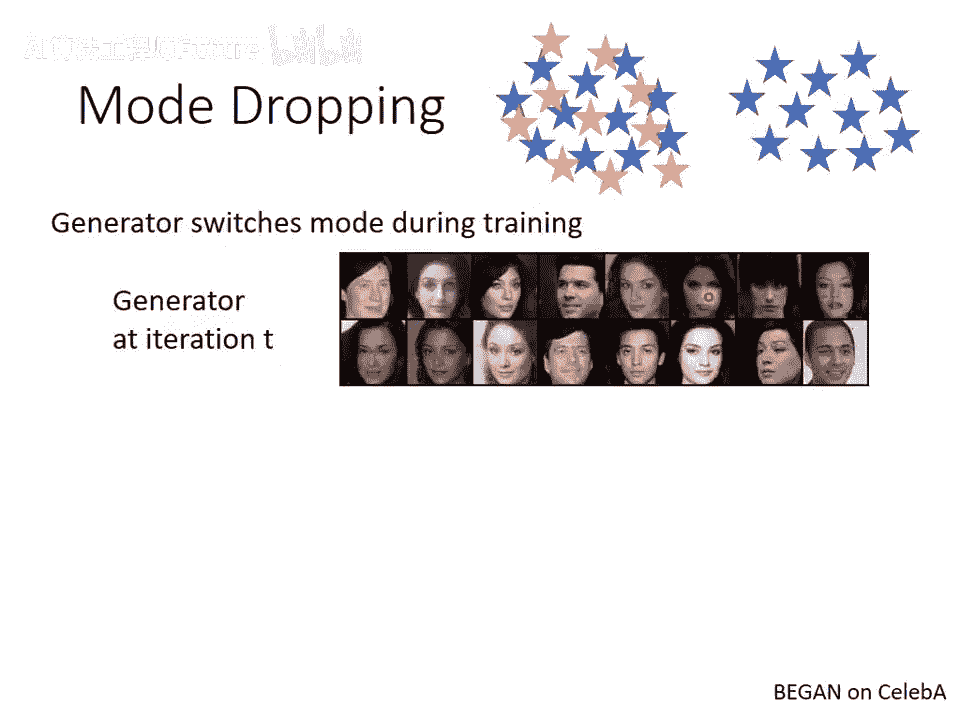 Mode Dropping
Generator switches mode during training
Generator
at iteration t
BEGAN on CelebA